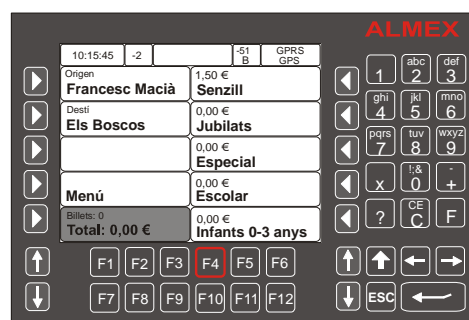 ALMEX
10:15:45 -2 -51 B GPRS GPS
Origen
Francesc Macià
1,50 €
Senzill
Destí
Els Boscos
0,00 €
Jubilats
0,00 €
Especial
Menú
0,00 €
Escolar
Billets: 0
Total: 0,00 €
0,00 €
Infants 0-3 anys
1 abc 2 def 3
ghi 4 jkl 5 mno 6
pqrs 7 tuv 8 wxyz 9
x !;& 0 - +
? CE C F
F1 F2 F3 F4 F5 F6
F7 F8 F9 F10 F11 F12
ESC